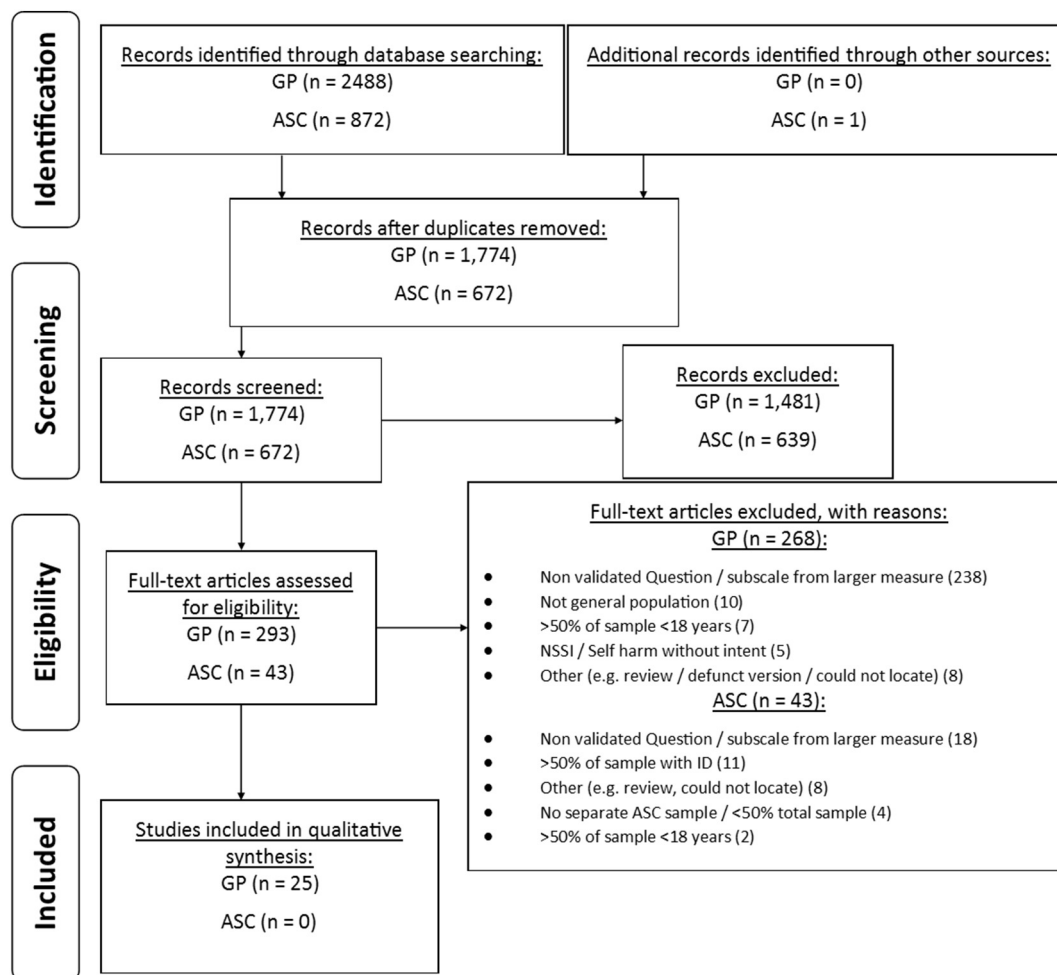 Identification
Records identified through database searching:
GP (n = 2488)
ASC (n = 872)
Additional records identified through other sources:
GP (n = 0)
ASC (n = 1)
Records after duplicates removed:
GP (n = 1,774)
ASC (n = 672)
Screening
Records screened:
GP (n = 1,774)
ASC (n = 672)
Records excluded:
GP (n = 1,481)
ASC (n = 639)
Eligibility
Full-text articles assessed
for eligibility:
GP (n = 293)
ASC (n = 43)
Full-text articles excluded, with reasons:
GP (n = 268):
● Non validated Question / subscale from larger measure (238)
● Not general population (10)
● >50% of sample <18 years (7)
● NSSI / Self harm without intent (5)
● Other (e.g. review / defunct version / could not locate) (8)
ASC (n = 43):
● Non validated Question / subscale from larger measure (18)
● >50% of sample with ID (11)
● Other (e.g. review, could not locate) (8)
● No separate ASC sample / <50% total sample (4)
● >50% of sample <18 years (2)
Included
Studies included in qualitative
synthesis:
GP (n = 25)
ASC (n = 0)